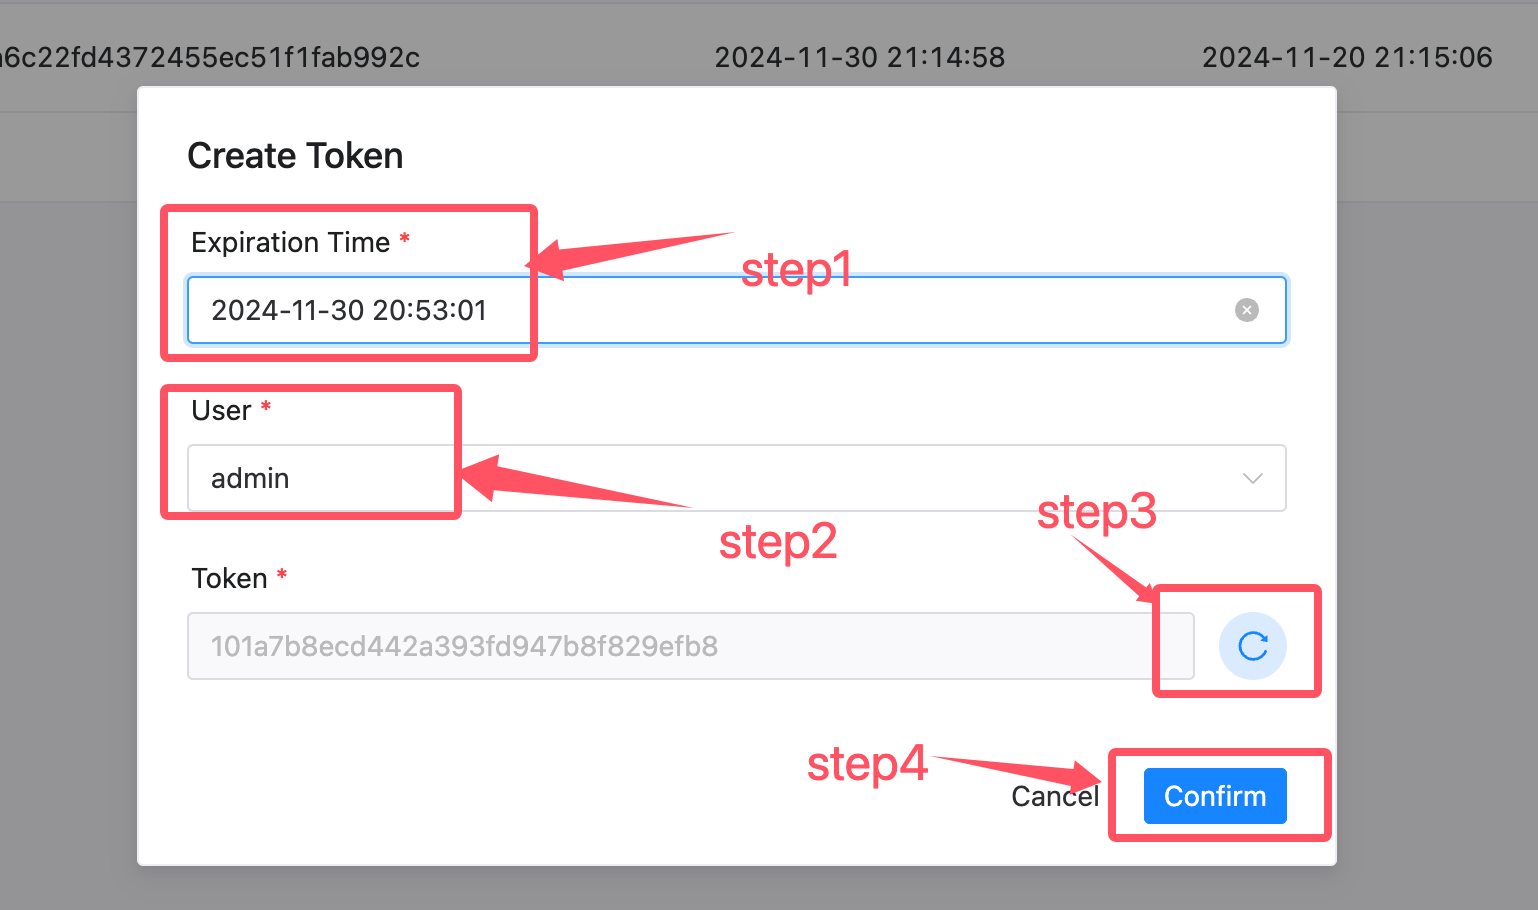 a6c22fd4372455ec51f1fab992c 2024-11-30 21:14:58 2024-11-20 21:15:06
Create Token
Expiration Time *
step1
2024-11-30 20:53:01
User *
admin
step3
step2
Token *
101a7b8ecd442a393fd947b8f829efb8
step4
Cancel Confirm